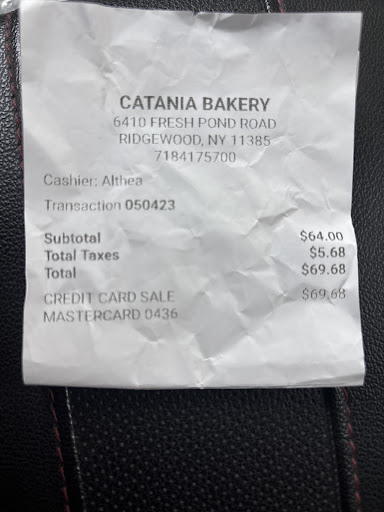 CATANIA BAKERY
6410 FRESH POND ROAD
RIDGEWOOD, NY 11385
7184175700
Cashier: Althea
Transaction 050423
Subtotal $64.00
Total Taxes $5.68
Total $69.68
CREDIT CARD SALE $69.68
MASTERCARD 0436